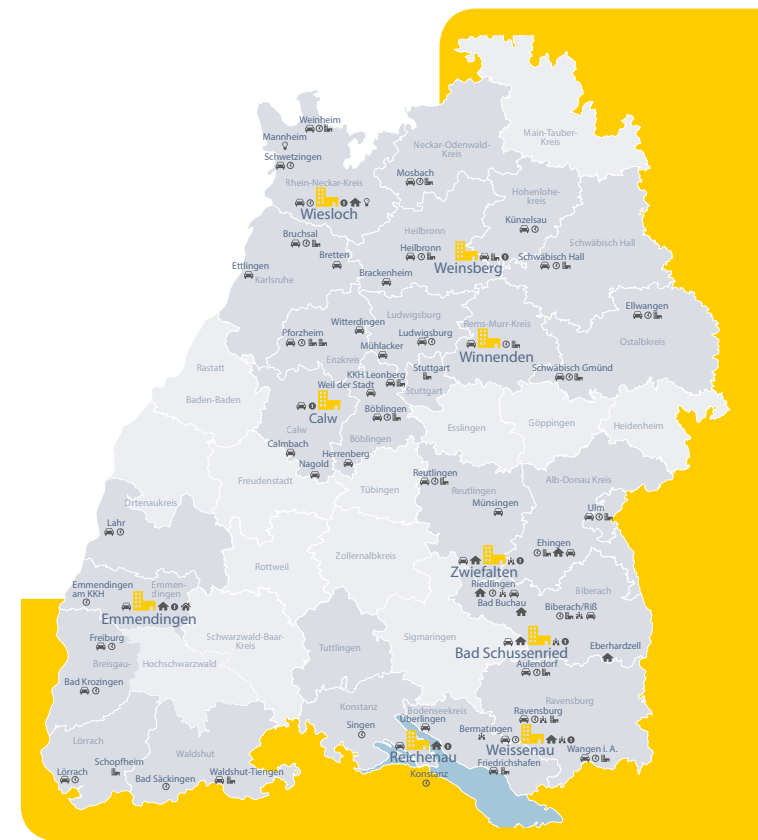 Main-Tauber-
Kreis
Weinheim
Mannheim
Schwetzingen
Neckar-Odenwald-
Kreis
Mosbach
Rhein-Neckar-Kreis
Wiesloch
Hohenlohe-
kreis
Künzelsau
Bruchsal
Bretten
Ettlingen
Karlsruhe
Heilbronn
Heilbronn
Brackenheim
Weinsberg
Schwäbisch Hall
Schwäbisch Hall
Ellwangen
Ostalbkreis
Ludwigsburg
Witterdingen
Pforzheim
Ludwigsburg
Mühlacker
Enzkreis
Rems-Murr-Kreis
Winnenden
Schwäbisch Gmünd
Rastatt
Baden-Baden
KKH Leonberg
Weil der Stadt
Stuttgart
Stuttgart
Calw
Calw
Böblingen
Böblingen
Calmbach
Herrenberg
Nagold
Esslingen
Göppingen
Heidenheim
Freudenstadt
Tübingen
Reutlingen
Reutlingen
Münsingen
Alb-Donau Kreis
Ulm
Ortenaukreis
Lahr
Rottweil
Zollernalbkreis
Ehingen
Zwiefalten
Riedlingen
Bad Buchau
Biberach
Biberach/Riß
Emmendingen
am KKH
Emmen-
dingen
Emmendingen
Freiburg
Breisgau-
Hochschwarzwald
Bad Krozingen
Schwarzwald-Baar-
Kreis
Tuttlingen
Sigmaringen
Bad Schussenried
Aulendorf
Eberhardzell
Konstanz
Singen
Bodenseekreis
Überlingen
Bermatingen
Ravensburg
Ravensburg
Reichenau
Konstanz
Weissenau
Friedrichshafen
Wangen i. A.
Lörrach
Lörrach
Schopfheim
Waldshut
Bad Säckingen
Waldshut-Tiengen